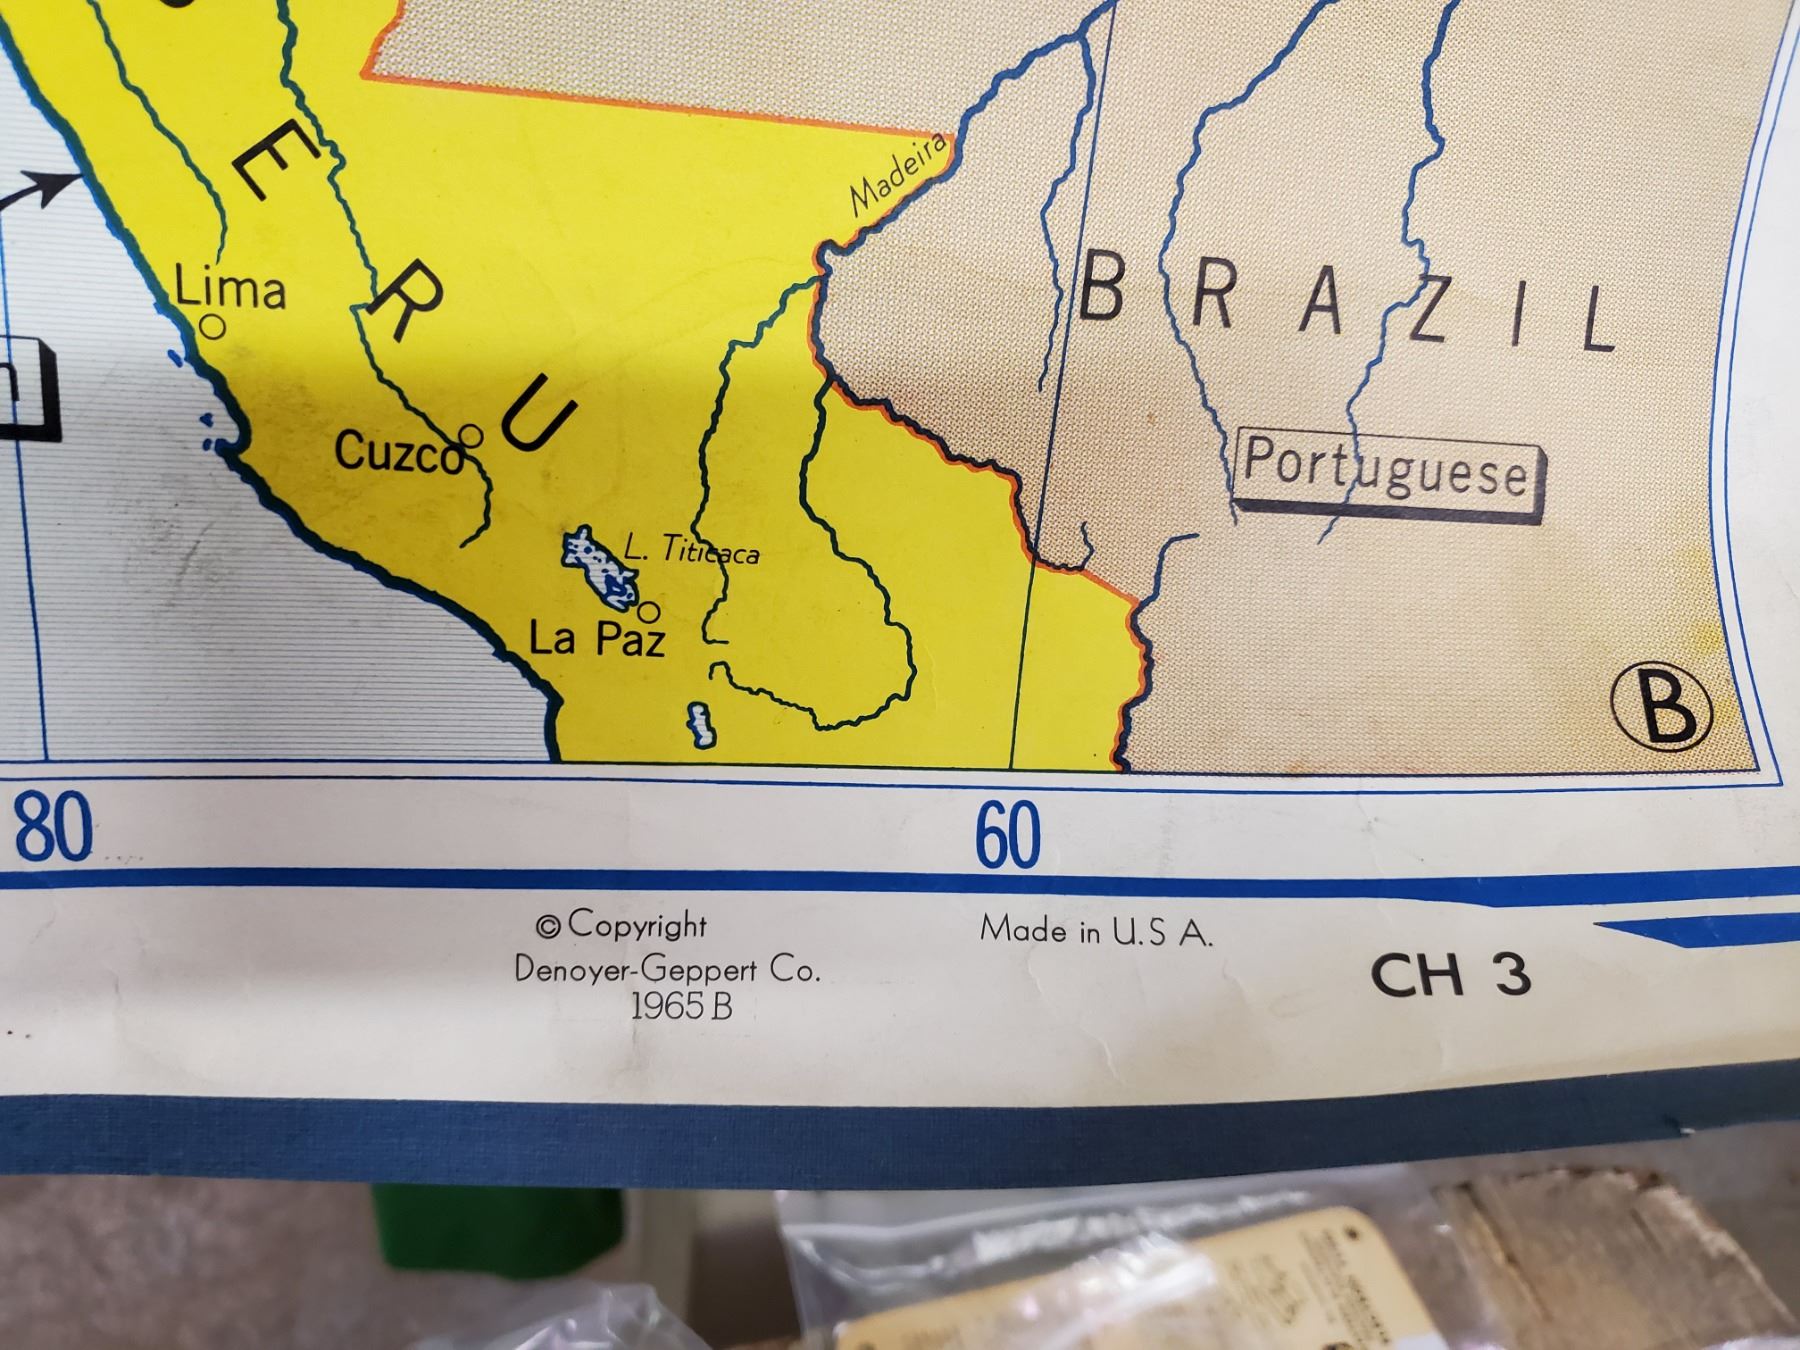 E
Madeira
R
Lima
BRAZIL
U
Cuzco
Portuguese
L. Titicaca
La Paz
B
80
60
© Copyright
Made in U.S A.
Denoyer-Geppert Co.
CH 3
1965 B